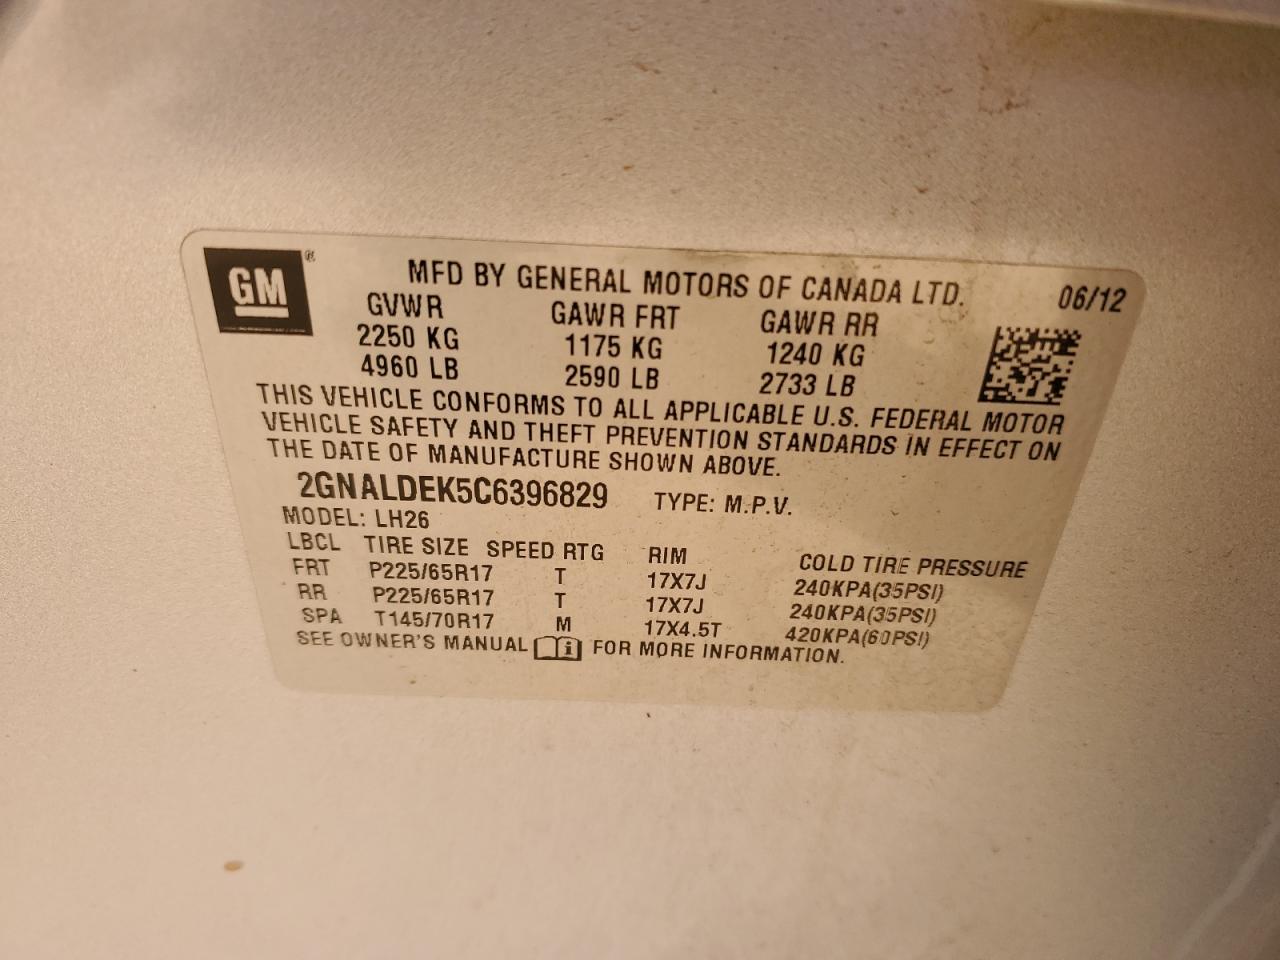 GM ®
MFD BY GENERAL MOTORS OF CANADA LTD. 06/12
GVWR GAWR FRT GAWR RR
2250 KG 1175 KG 1240 KG
4960 LB 2590 LB 2733 LB
THIS VEHICLE CONFORMS TO ALL APPLICABLE U.S. FEDERAL MOTOR
VEHICLE SAFETY AND THEFT PREVENTION STANDARDS IN EFFECT ON
THE DATE OF MANUFACTURE SHOWN ABOVE.
2GNALDEK5C6396829 TYPE: M.P.V.
MODEL: LH26
LBCL TIRE SIZE SPEED RTG RIM COLD TIRE PRESSURE
FRT P225/65R17 T 17X7J 240KPA(35PSI)
RR P225/65R17 T 17X7J 240KPA(35PSI)
SPA T145/70R17 M 17X4.5T 420KPA(60PSI)
SEE OWNER'S MANUAL i FOR MORE INFORMATION.